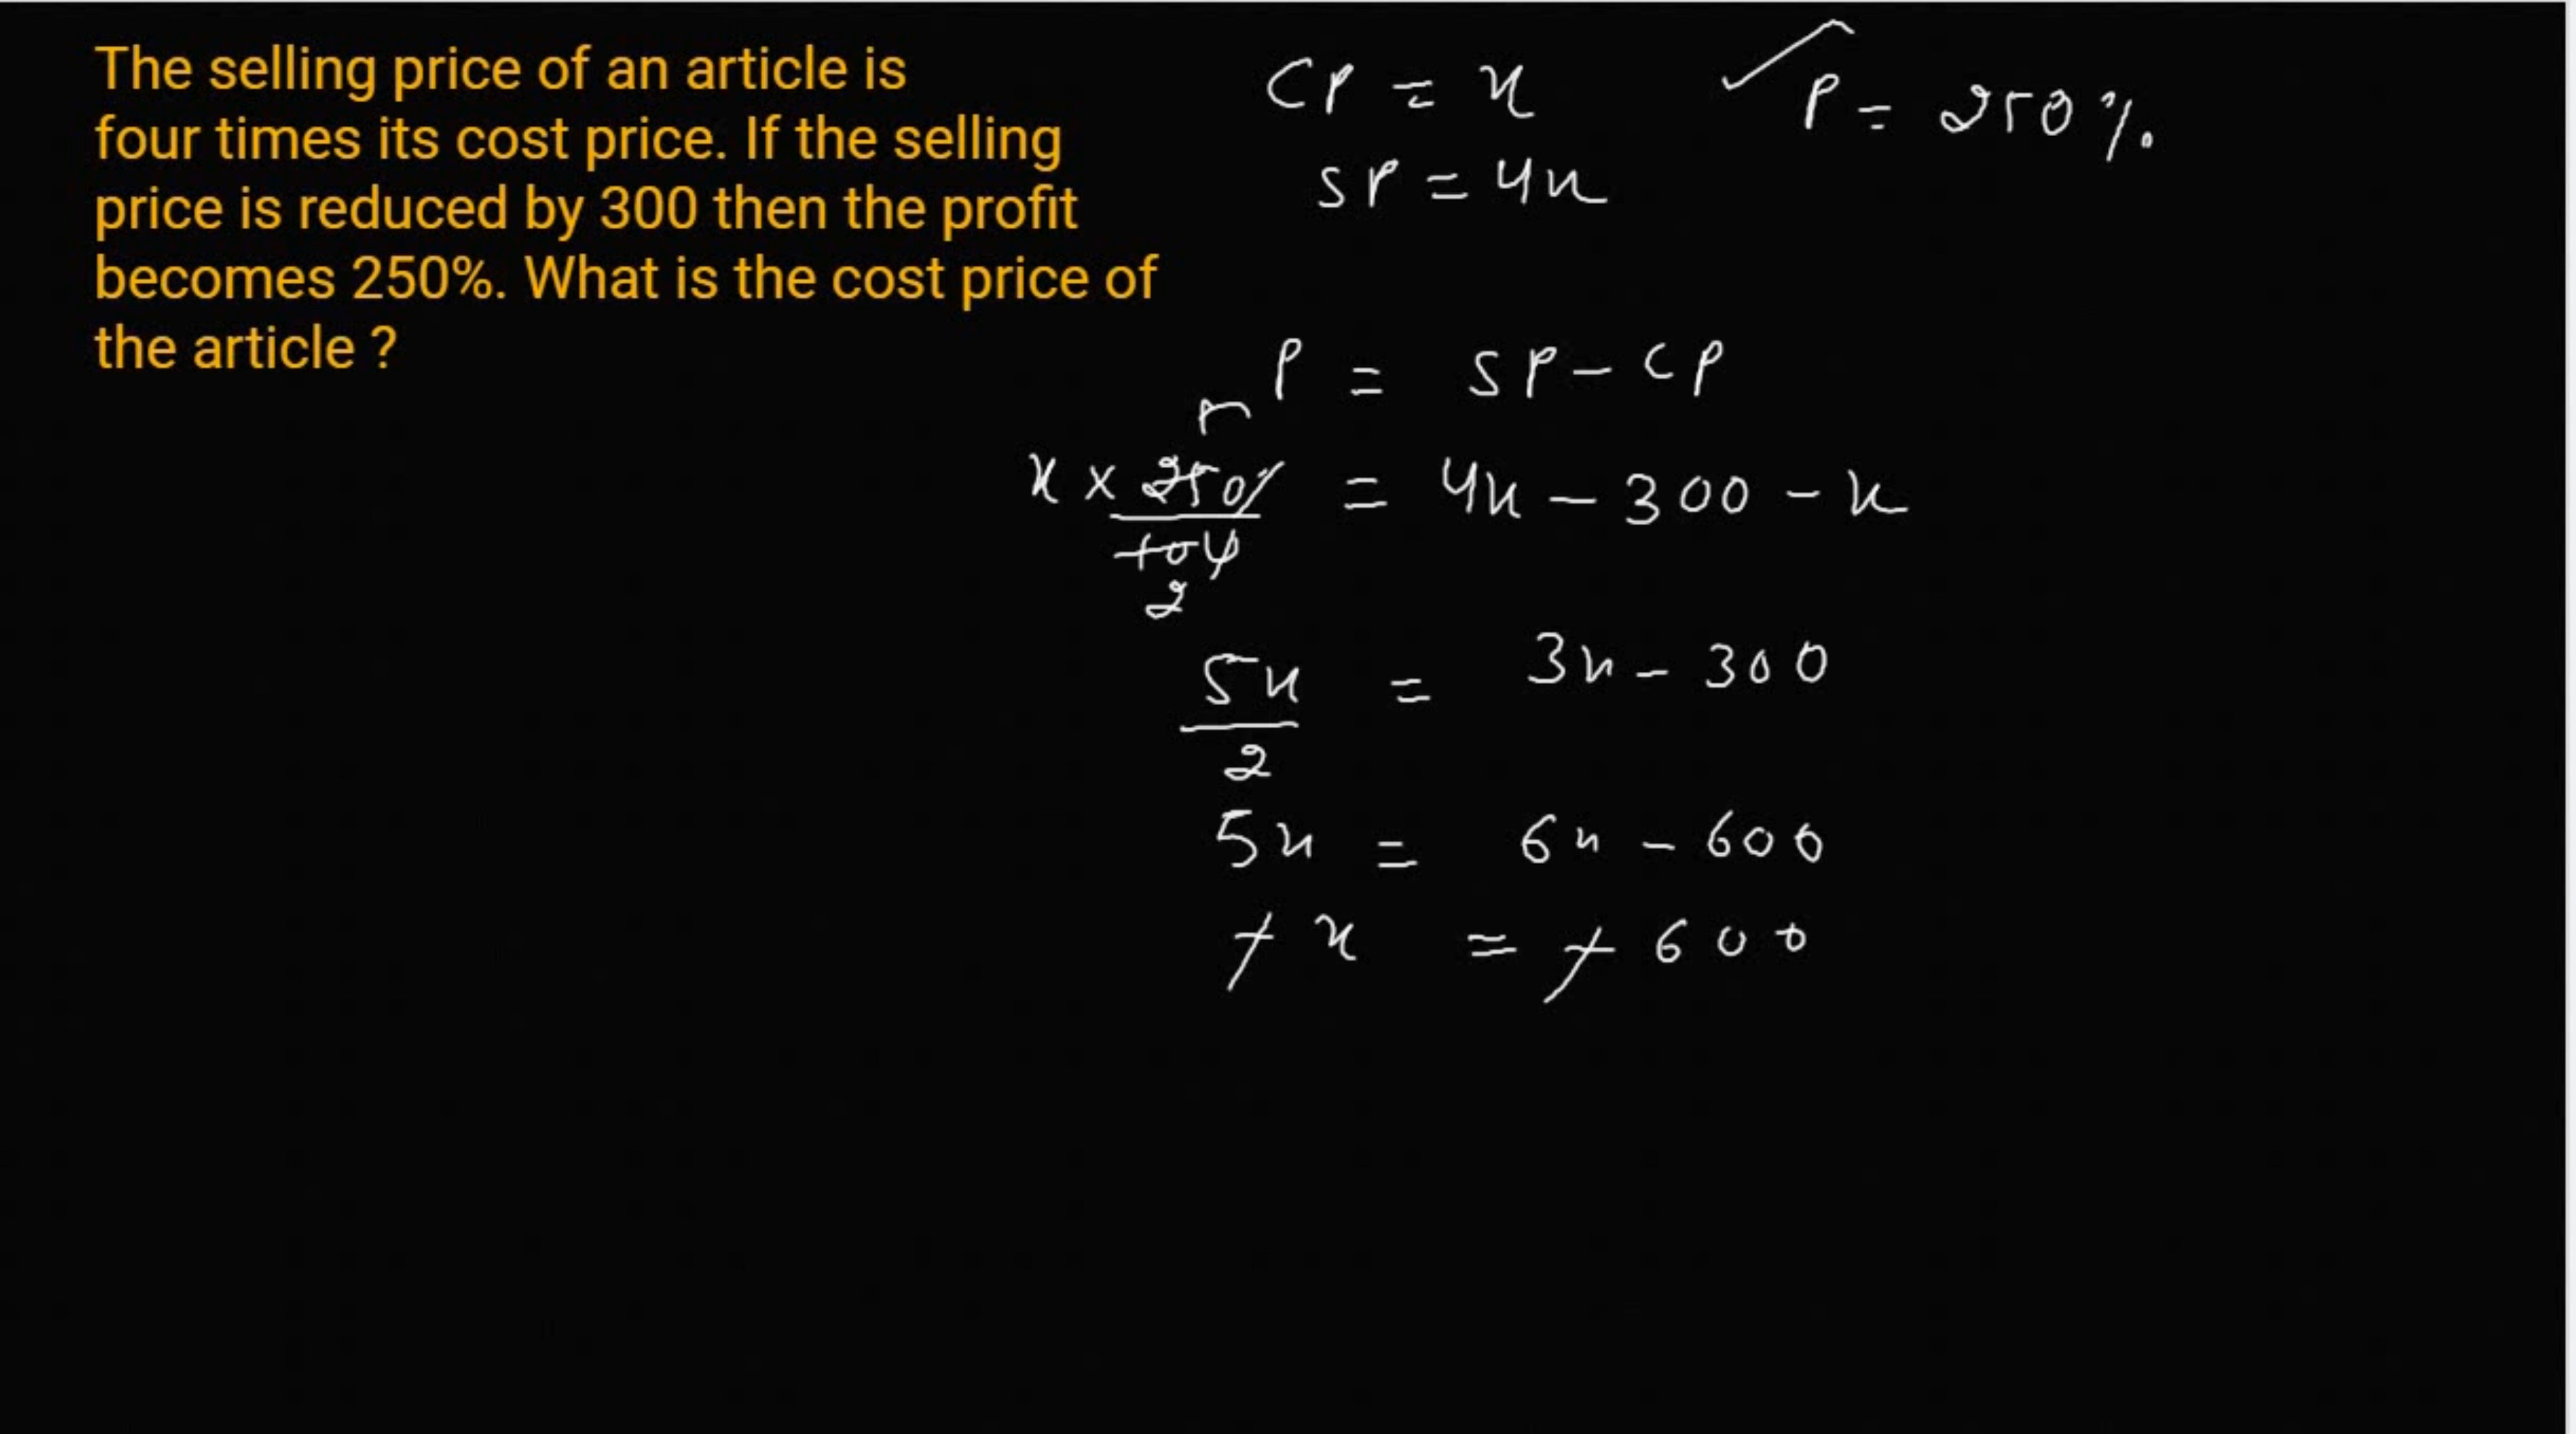 The selling price of an article is
four times its cost price. If the selling
price is reduced by 300 then the profit
becomes 250%. What is the cost price of
the article ?
CP = x
P = 250%.
SP = 4x
P = SP - CP
5
x × 250/100 = 4x - 300 - x
2
5x/2 = 3x - 300
5x = 6x - 600
-x = -600